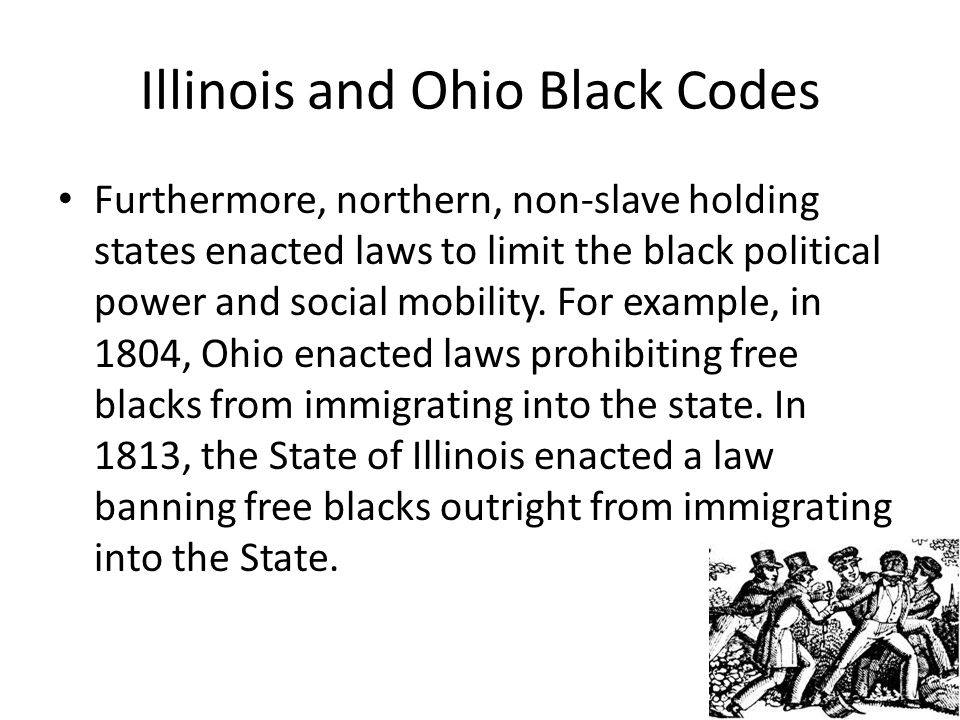 Illinois and Ohio Black Codes
• Furthermore, northern, non-slave holding
states enacted laws to limit the black political
power and social mobility. For example, in
1804, Ohio enacted laws prohibiting free
blacks from immigrating into the state. In
1813, the State of Illinois enacted a law
banning free blacks outright from immigrating
into the State.